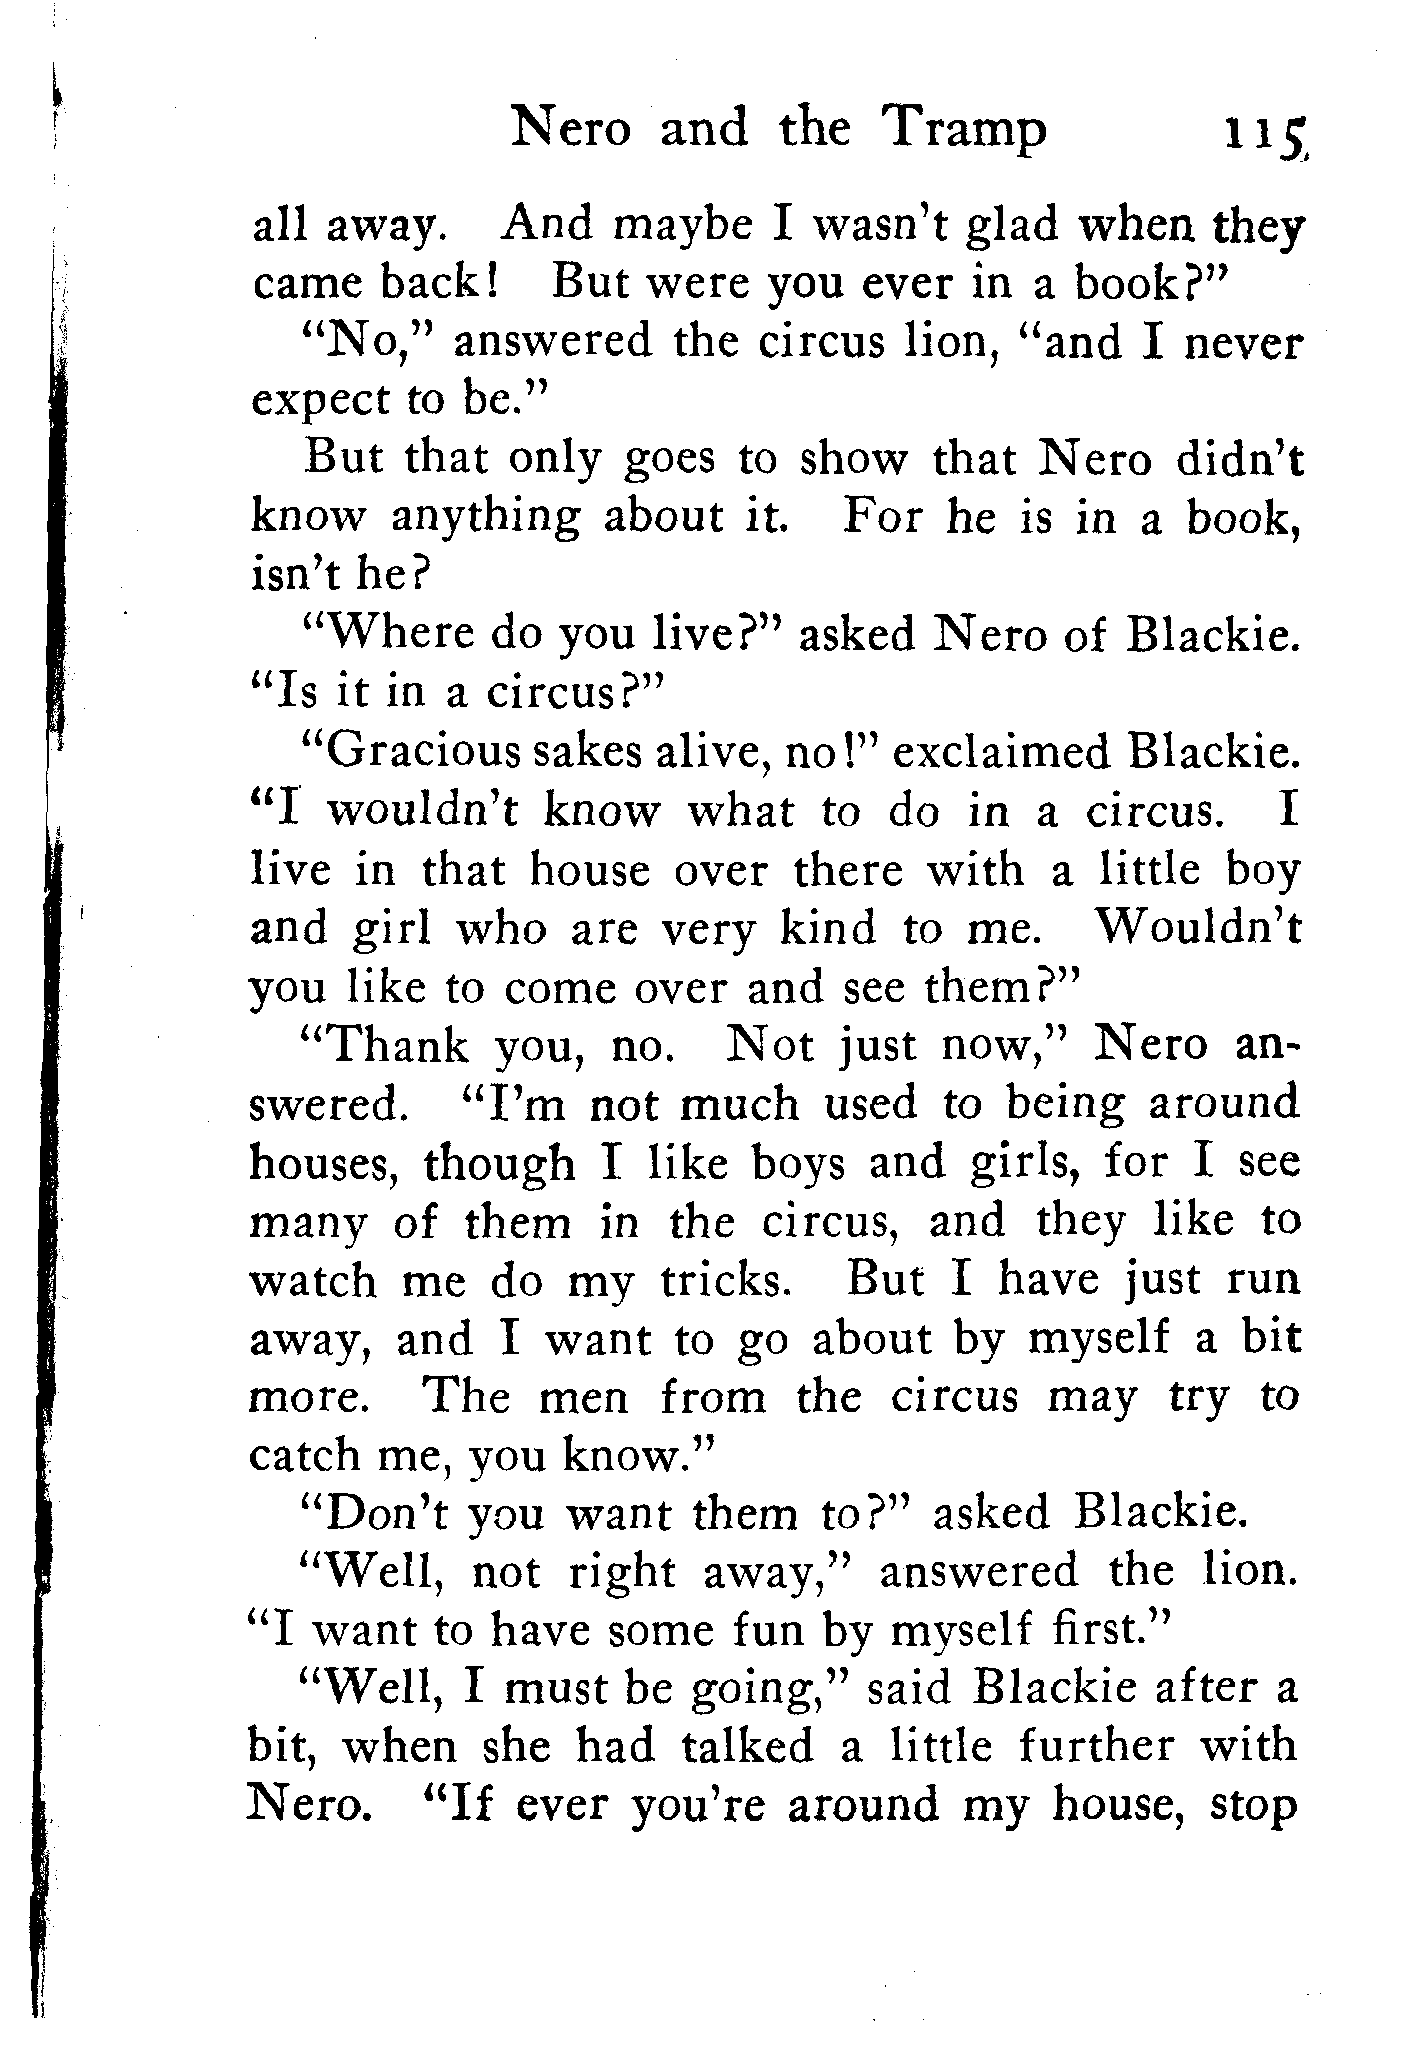 Nero and the Tramp 115
all away. And maybe I wasn't glad when they
came back! But were you ever in a book?"
"No," answered the circus lion, "and I never
expect to be."
But that only goes to show that Nero didn't
know anything about it. For he is in a book,
isn't he?
"Where do you live?" asked Nero of Blackie.
"Is it in a circus?"
"Gracious sakes alive, no!" exclaimed Blackie.
"I wouldn't know what to do in a circus. I
live in that house over there with a little boy
and girl who are very kind to me. Wouldn't
you like to come over and see them?"
"Thank you, no. Not just now," Nero an-
swered. "I'm not much used to being around
houses, though I like boys and girls, for I see
many of them in the circus, and they like to
watch me do my tricks. But I have just run
away, and I want to go about by myself a bit
more. The men from the circus may try to
catch me, you know."
"Don't you want them to?" asked Blackie.
"Well, not right away," answered the lion.
"I want to have some fun by myself first."
"Well, I must be going," said Blackie after a
bit, when she had talked a little further with
Nero. "If ever you're around my house, stop